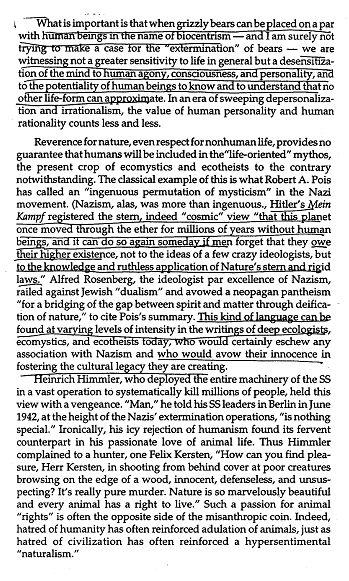 What is important is that when grizzly bears can be placed on a par
with human beings in the name of biocentrism — and I am surely not
trying to make a case for the "extermination" of bears — we are
witnessing not a greater sensitivity to life in general but a desensitiza-
tion of the mind to human agony, consciousness, and personality, and
to the potentiality of human beings to know and to understand that no
other life-form can approximate. In an era of sweeping depersonaliza-
tion and irrationalism, the value of human personality and human
rationality counts less and less.
Reverence for nature, even respect for nonhuman life, provides no
guarantee that humans will be included in the "life-oriented" mythos,
the present crop of ecomystics and ecotheists to the contrary
notwithstanding. The classical example of this is what Robert A. Pois
has called an "ingenuous permutation of mysticism" in the Nazi
movement. (Nazism, alas, was more than ingenuous., Hitler's Mein
Kampf registered the stern, indeed "cosmic" view "that this planet
once moved through the ether for millions of years without human
beings, and it can do so again someday if men forget that they owe
their higher existence, not to the ideas of a few crazy ideologists, but
to the knowledge and ruthless application of Nature's stern and rigid
laws." Alfred Rosenberg, the ideologist par excellence of Nazism,
railed against Jewish "dualism" and avowed a neopagan pantheism
"for a bridging of the gap between spirit and matter through deifica-
tion of nature," to cite Pois's summary. This kind of language can be
found at varying levels of intensity in the writings of deep ecologists,
ecomystics, and ecotheists today, who would certainly eschew any
association with Nazism and who would avow their innocence in
fostering the cultural legacy they are creating.
Heinrich Himmler, who deployed the entire machinery of the SS
in a vast operation to systematically kill millions of people, held this
view with a vengeance. "Man," he told his SS leaders in Berlin in June
1942, at the height of the Nazis' extermination operations, "is nothing
special." Ironically, his icy rejection of humanism found its fervent
counterpart in his passionate love of animal life. Thus Himmler
complained to a hunter, one Felix Kersten, "How can you find plea-
sure, Herr Kersten, in shooting from behind cover at poor creatures
browsing on the edge of a wood, innocent, defenseless, and unsus-
pecting? It's really pure murder. Nature is so marvelously beautiful
and every animal has a right to live." Such a passion for animal
"rights" is often the opposite side of the misanthropic coin. Indeed,
hatred of humanity has often reinforced adulation of animals, just as
hatred of civilization has often reinforced a hypersentimental
"naturalism."